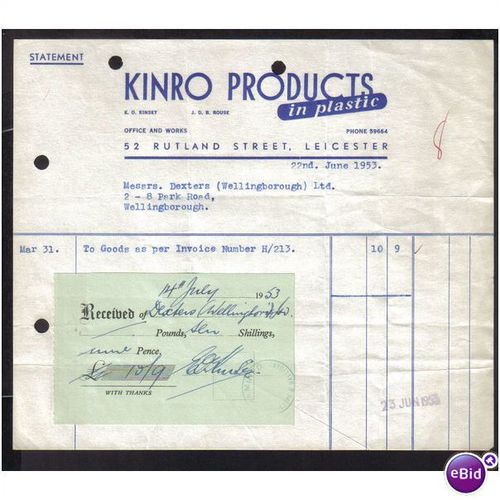 STATEMENT
KINRO PRODUCTS
in plastic
E. O. KINSEY J. D. B. ROUSE
OFFICE AND WORKS PHONE 59664
52 RUTLAND STREET, LEICESTER
22nd. June 1953.
Messrs. Dexters (Wellingborough) Ltd.
2 - 8 Park Road,
Wellingborough.
Mar 31. To Goods as per Invoice Number H/213. 10 9
14th July 1953
Received of Dexters Wellingboro'
Pounds, Ten Shillings,
nine Pence,
£ 10/9
WITH THANKS
23 JUN 1953
eBid